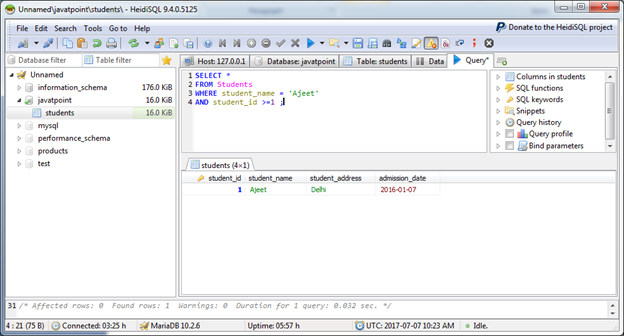 Unnamed\javatpoint\students\ - HeidiSQL 9.4.0.5125
File Edit Search Tools Go to Help
Donate to the HeidiSQL project
Database filter Table filter
Host: 127.0.0.1 Database: javatpoint Table: students Data Query*
Unnamed
information_schema 176.0 KiB
javatpoint 16.0 KiB
students 16.0 KiB
mysql
performance_schema
products
test
1 SELECT *
2 FROM Students
3 WHERE student_name = 'Ajeet'
4 AND student_id >=1 ;
Columns in students
SQL functions
SQL keywords
Snippets
Query history
Query profile
Bind parameters
students (4×1)
student_id student_name student_address admission_date
1 Ajeet Delhi 2016-01-07
31 /* Affected rows: 0 Found rows: 1 Warnings: 0 Duration for 1 query: 0.032 sec. */
4 : 21 (75 B) Connected: 03:25 h MariaDB 10.2.6 Uptime: 05:57 h UTC: 2017-07-07 10:23 AM Idle.